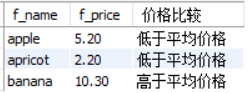 f_name f_price 价格比较
apple 5.20 低于平均价格
apricot 2.20 低于平均价格
banana 10.30 高于平均价格